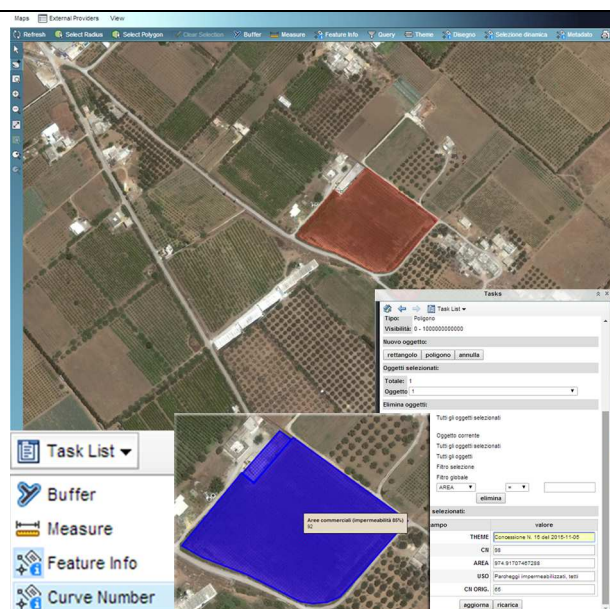 Maps External Providers View
Refresh Select Radius Select Polygon Clear Selection Buffer Measure Feature Info Query Theme Disegno Selezione dinamica Metadato
Tasks
Task List
Tipo: Poligono
Visibilità: 0 - 1000000000000
Nuovo oggetto:
rettangolo poligono annulla
Oggetti selezionati:
Totale: 1
Oggetto 1
Elimina oggetti:
Tutti gli oggetti selezionati
Oggetto corrente
Tutti gli oggetti selezionati
Tutti gli oggetti
Filtro selezione
Filtro globale
AREA =
elimina
selezionati:
ampo valore
THEME Concessione N. 15 del 2015-11-05
CN 98
AREA 974.91707467288
USO Parcheggi impermeabilizzati, tetti
CN ORIG. 65
aggiorna ricarica
Task List
Buffer
Measure
Feature Info
Curve Number
Aree commerciali (impermeabilità 85%)
92